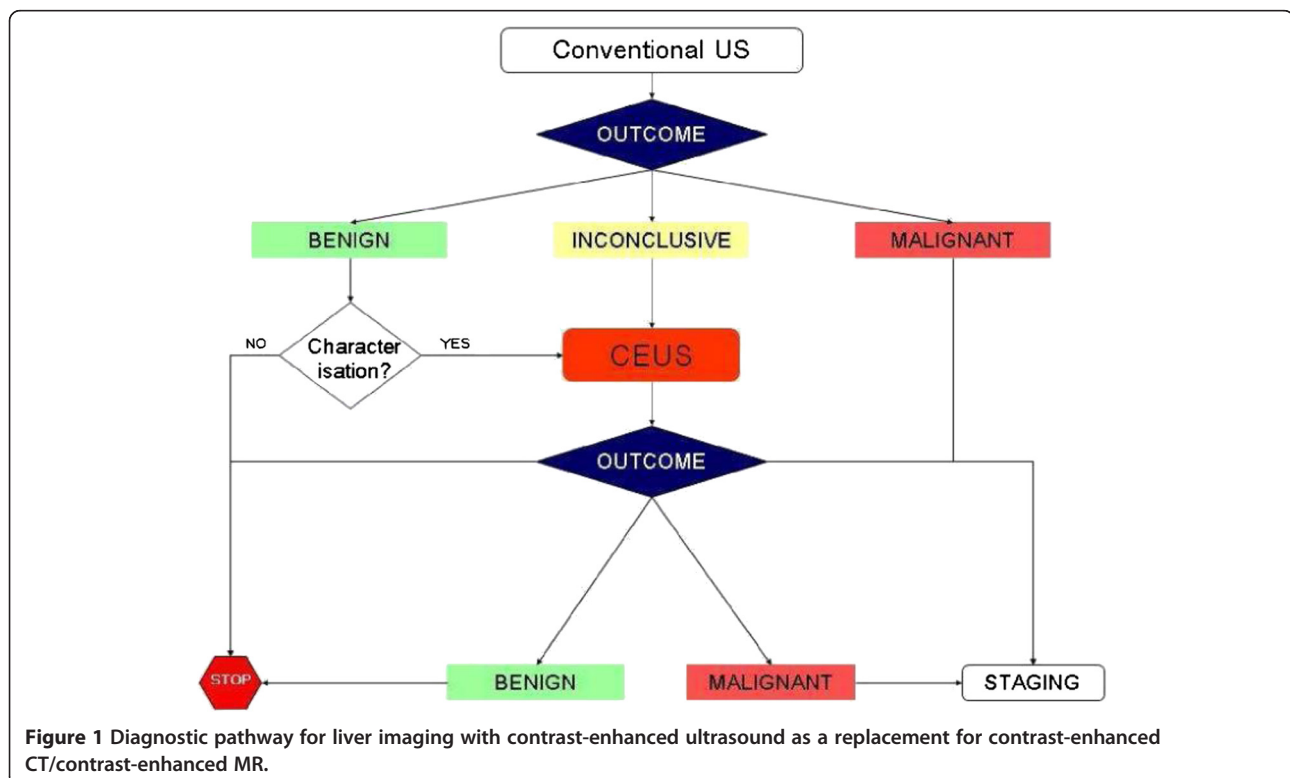 Conventional US
OUTCOME
BENIGN
INCONCLUSIVE
MALIGNANT
NO
Character
isation?
YES
CEUS
OUTCOME
STOP
BENIGN
MALIGNANT
STAGING
Figure 1 Diagnostic pathway for liver imaging with contrast-enhanced ultrasound as a replacement for contrast-enhanced
CT/contrast-enhanced MR.